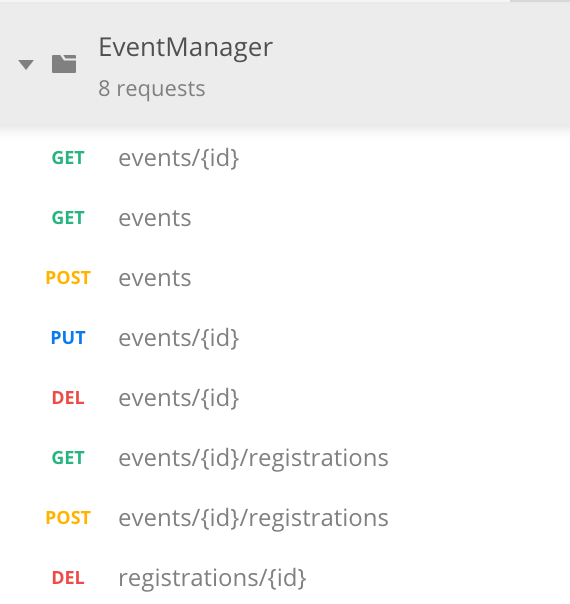 EventManager
8 requests
GET events/{id}
GET events
POST events
PUT events/{id}
DEL events/{id}
GET events/{id}/registrations
POST events/{id}/registrations
DEL registrations/{id}